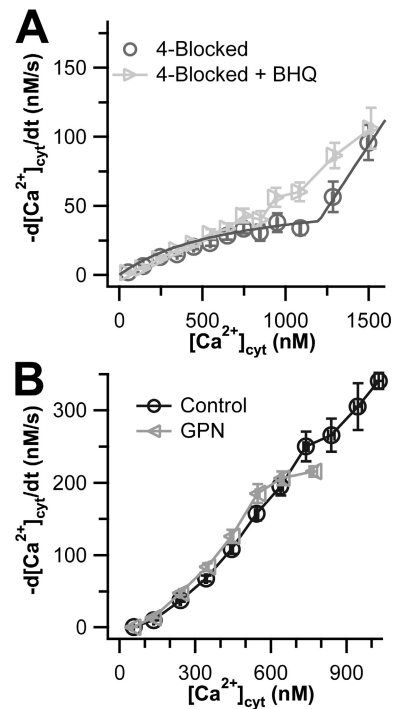 A
4-Blocked
4-Blocked + BHQ
-d[Ca2+]cyt/dt (nM/s)
150
100
50
0
0 500 1000 1500
[Ca2+]cyt (nM)
B
Control
GPN
-d[Ca2+]cyt/dt (nM/s)
300
200
100
0
0 300 600 900
[Ca2+]cyt (nM)